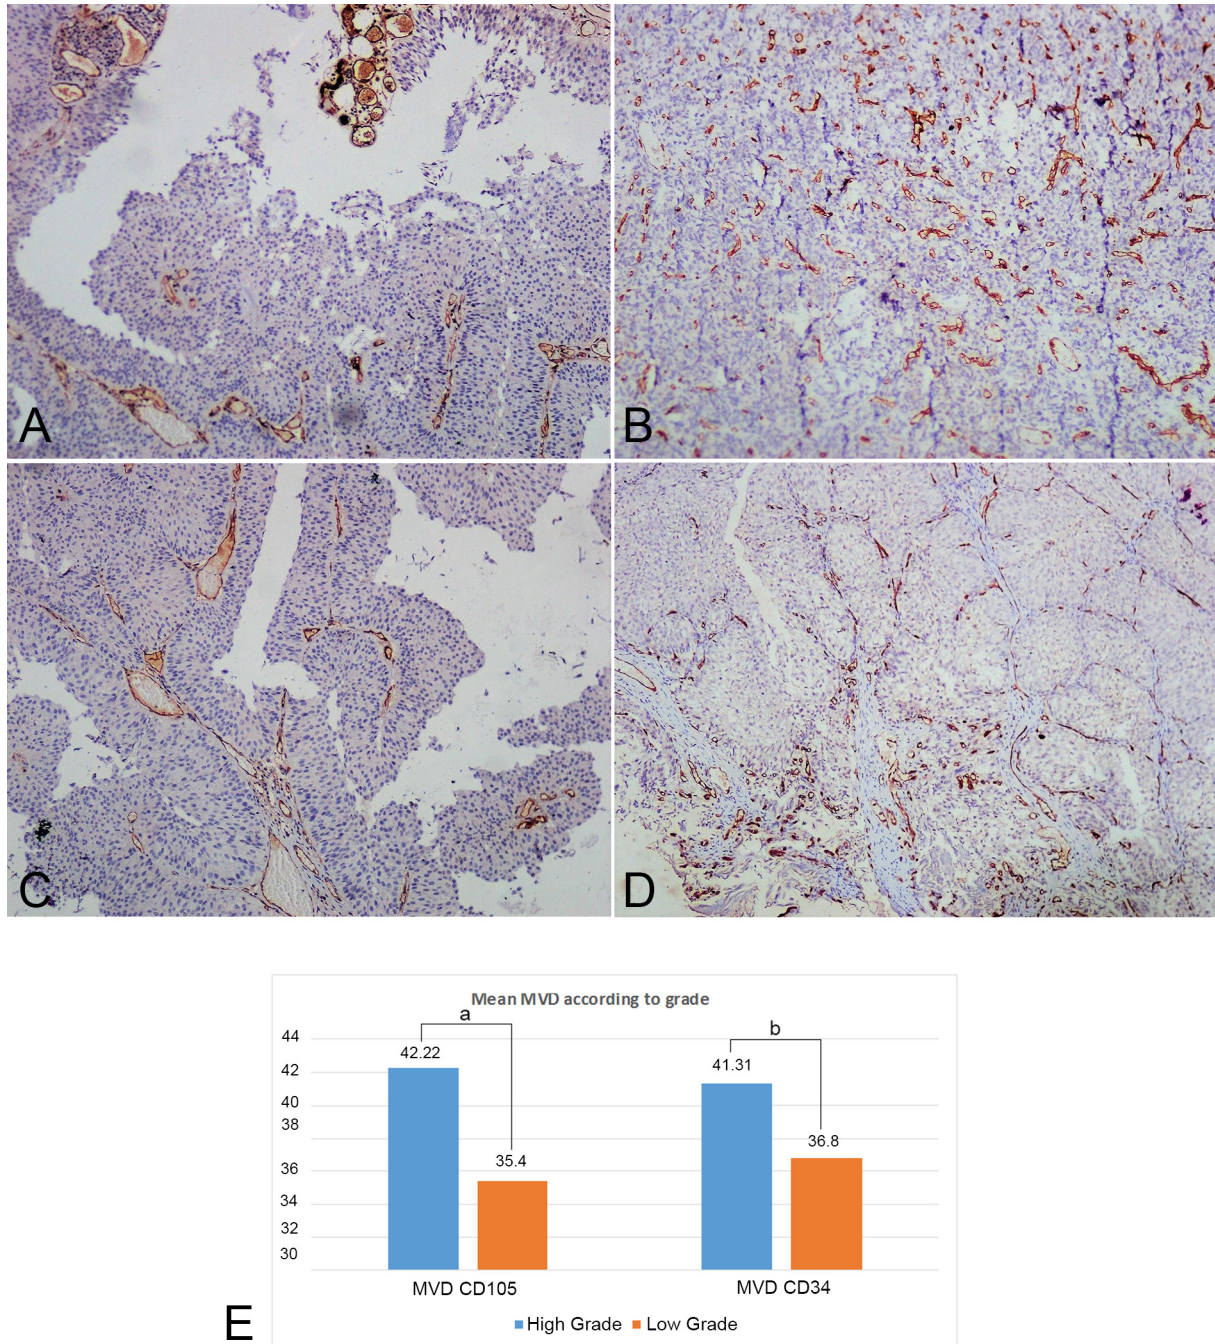 A
B
C
D
Mean MVD according to grade
a
b
44
42
40
38
36
34
32
30
42.22
35.4
41.31
36.8
MVD CD105
MVD CD34
High Grade
Low Grade
E